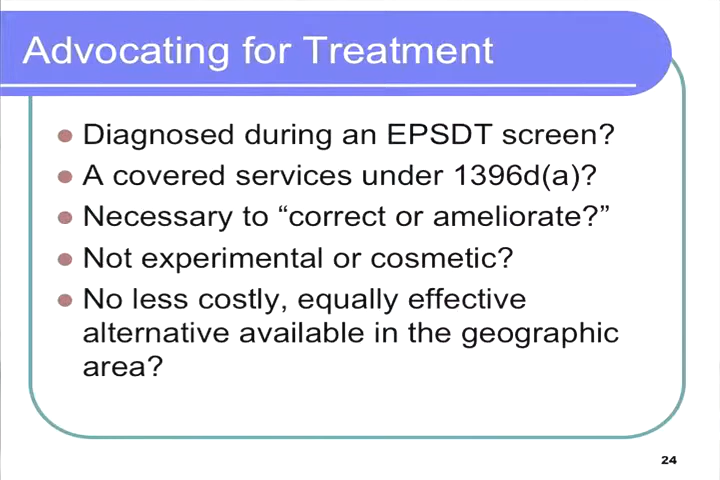 Advocating for Treatment
Diagnosed during an EPSDT screen?
A covered services under 1396d(a)?
Necessary to “correct or ameliorate?”
Not experimental or cosmetic?
No less costly, equally effective
alternative available in the geographic
area?
24